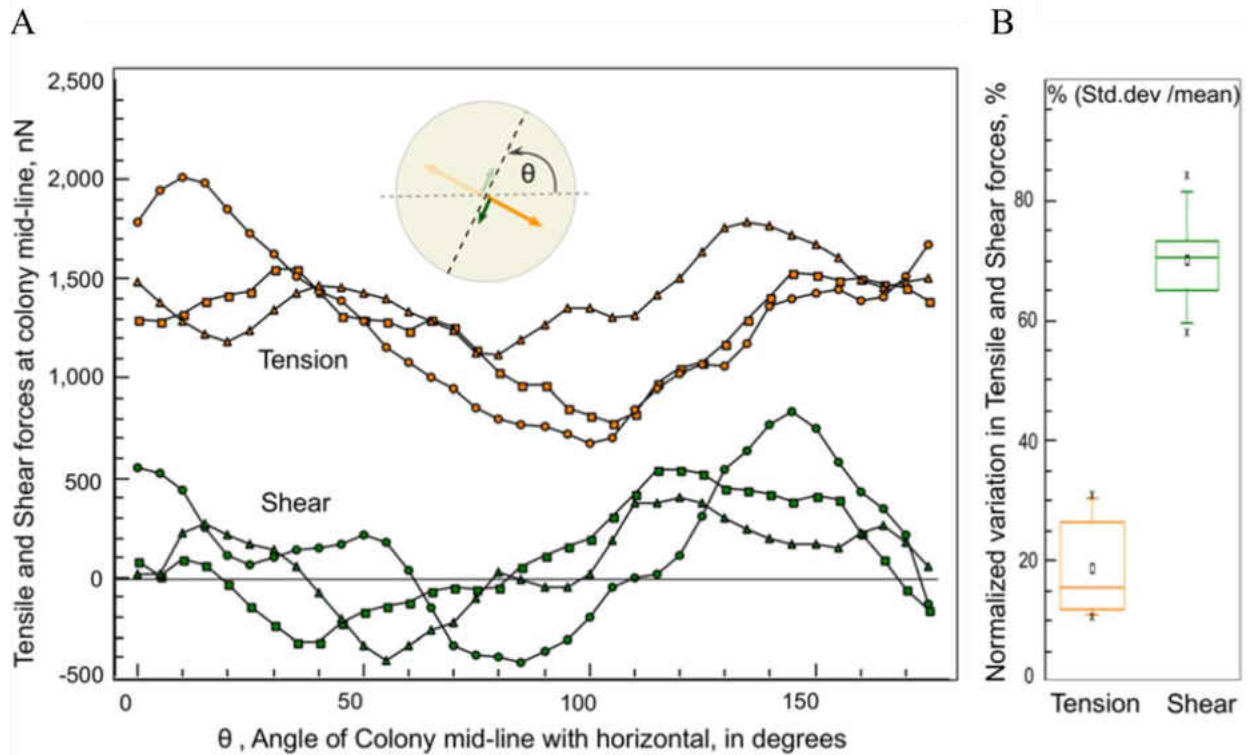 A
B
Tensile and Shear forces at colony mid-line, nN
2,500
2,000
1,500
1,000
500
0
-500
θ
Tension
Shear
0
50
100
150
θ , Angle of Colony mid-line with horizontal, in degrees
Normalized variation in Tensile and Shear forces, %
% (Std.dev /mean)
80
60
40
20
0
Tension
Shear